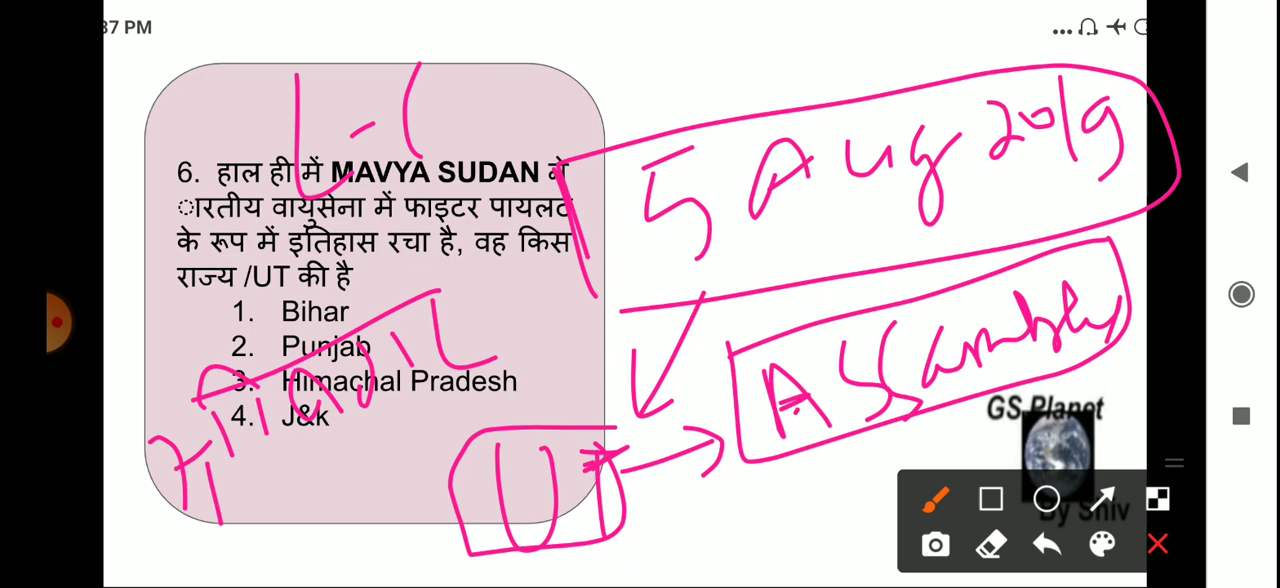 37 PM
L-G
6. हाल ही में MAVYA SUDAN ने
ारतीय वायुसेना में फाइटर पायलट
के रूप में इतिहास रचा है, वह किस
राज्य /UT की है
1. Bihar
2. Punjab
3. Himachal Pradesh
4. J&k
5 Aug 2019
UT
GS Planet
By Shiv